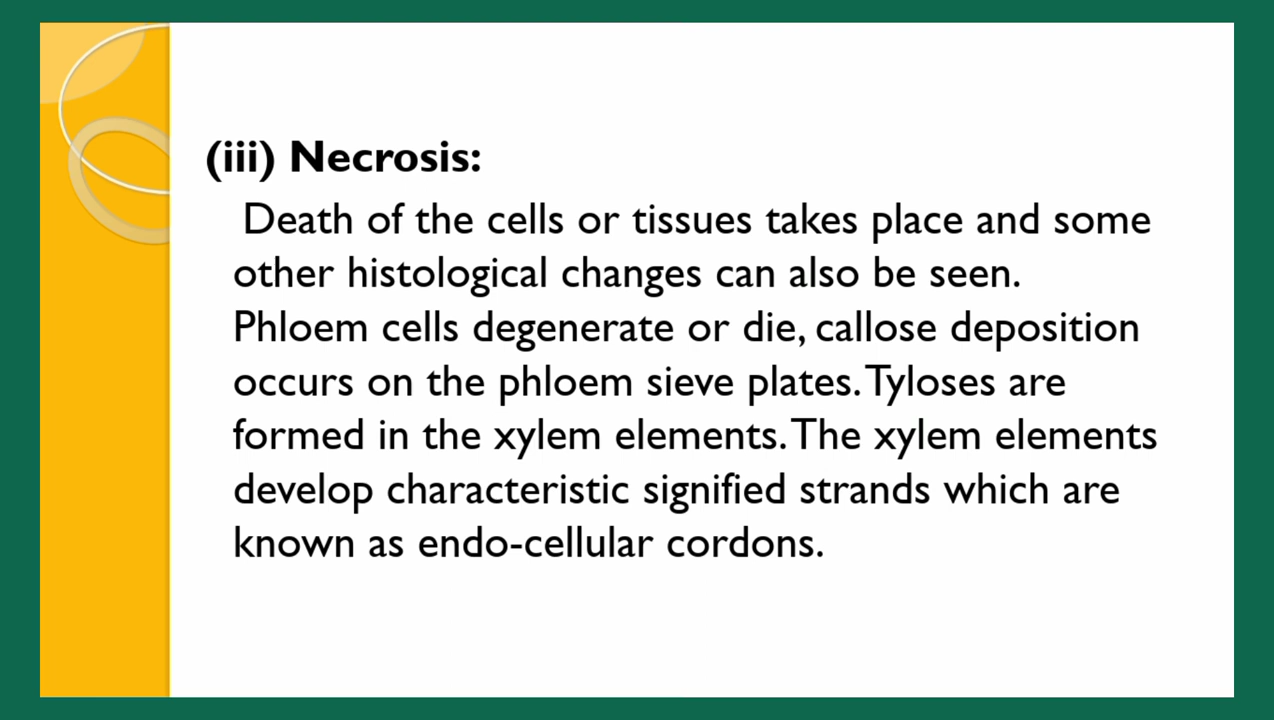 (iii) Necrosis:
Death of the cells or tissues takes place and some
other histological changes can also be seen.
Phloem cells degenerate or die, callose deposition
occurs on the phloem sieve plates. Tyloses are
formed in the xylem elements. The xylem elements
develop characteristic signified strands which are
known as endo-cellular cordons.